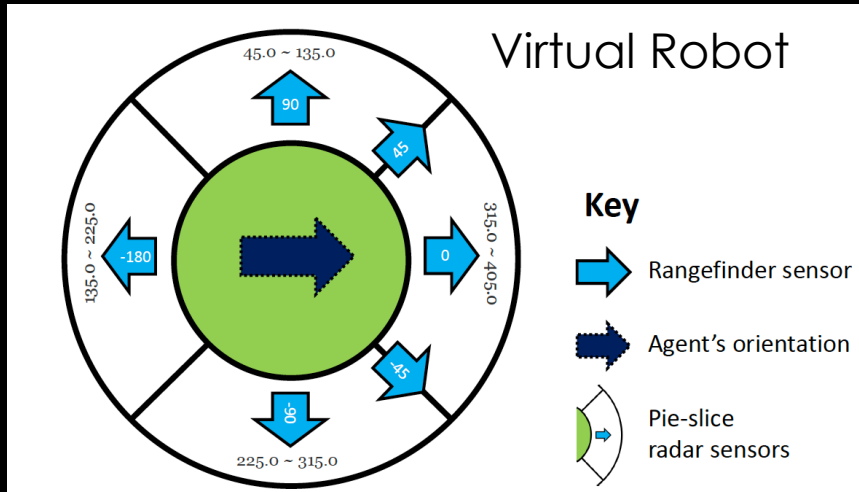 Virtual Robot
45.0 ~ 135.0
90
45
135.0 ~ 225.0
-180
0
315.0 ~ 405.0
-45
-90
225.0 ~ 315.0
Key
Rangefinder sensor
Agent's orientation
Pie-slice
radar sensors